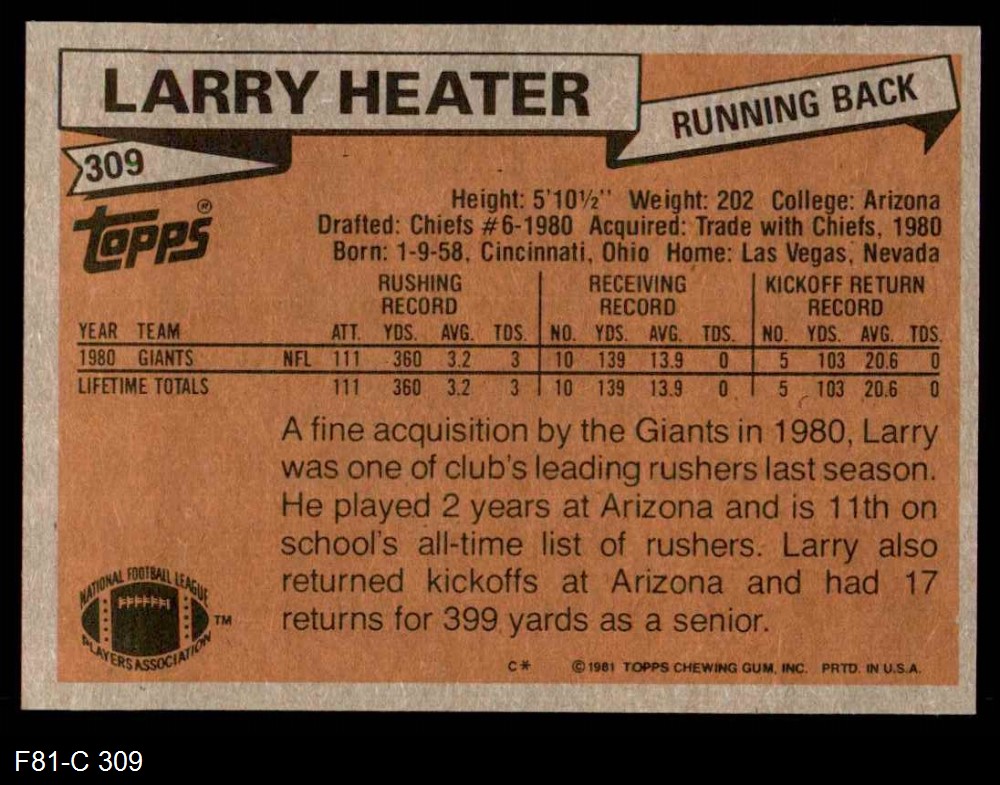 LARRY HEATER
RUNNING BACK
309
Topps®
Height: 5'10½'' Weight: 202 College: Arizona
Drafted: Chiefs #6-1980 Acquired: Trade with Chiefs, 1980
Born: 1-9-58, Cincinnati, Ohio Home: Las Vegas, Nevada
RUSHING RECORD RECEIVING RECORD KICKOFF RETURN RECORD
YEAR TEAM ATT. YDS. AVG. TDS. NO. YDS. AVG. TDS. NO. YDS. AVG. TDS.
1980 GIANTS NFL 111 360 3.2 3 10 139 13.9 0 5 103 20.6 0
LIFETIME TOTALS 111 360 3.2 3 10 139 13.9 0 5 103 20.6 0
A fine acquisition by the Giants in 1980, Larry
was one of club's leading rushers last season.
He played 2 years at Arizona and is 11th on
school's all-time list of rushers. Larry also
returned kickoffs at Arizona and had 17
returns for 399 yards as a senior.
NATIONAL FOOTBALL LEAGUE
PLAYERS ASSOCIATION
TM
C* © 1981 TOPPS CHEWING GUM, INC. PRTD. IN U.S.A.
F81-C 309